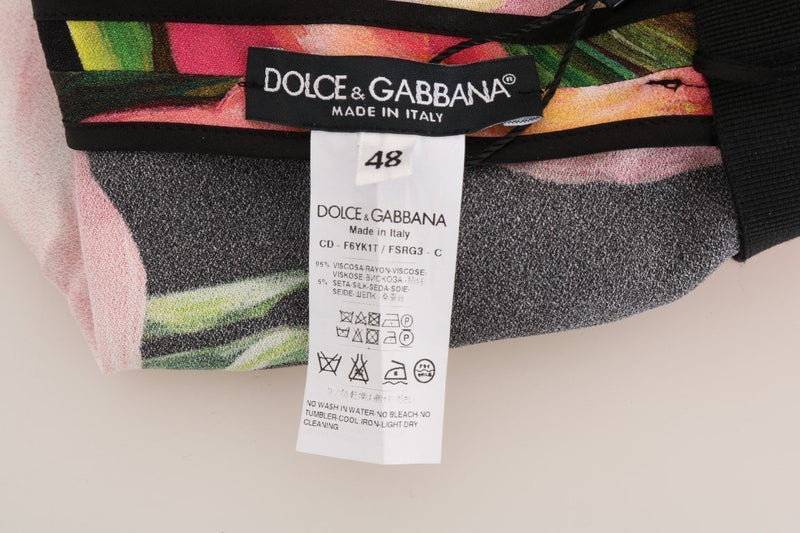 DOLCE & GABBANA®
MADE IN ITALY
48
DOLCE & GABBANA
Made in Italy
CD - F6YK1T / FSRG3 - C
95% VISCOSA-RAYON-VISCOSE-
VISKOSE-ВИСКОЗА
5% SETA-SILK-SEDA-SOIE-
SEIDE-ШЕЛК
NO WASH IN WATER-NO BLEACH-NO
TUMBLER-COOL IRON-LIGHT DRY
CLEANING